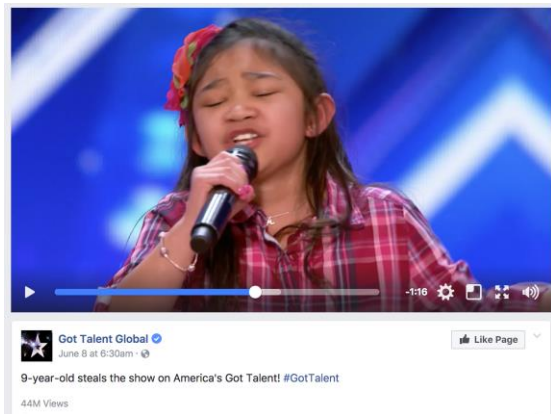 -1:16
Got Talent Global
Like Page
June 8 at 6:30am ·
9-year-old steals the show on America's Got Talent! #GotTalent
44M Views